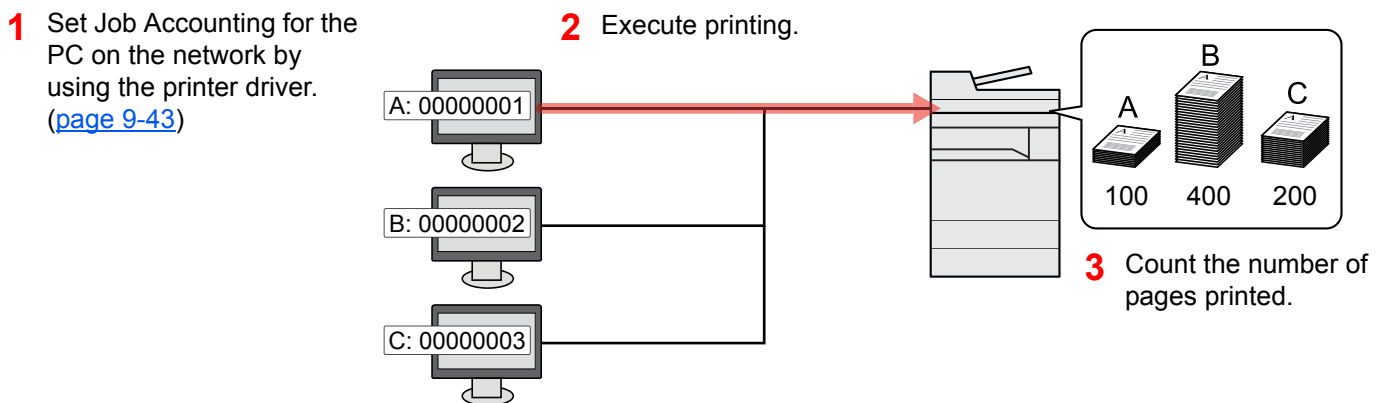 1 Set Job Accounting for the
PC on the network by
using the printer driver.
(page 9-43)
2 Execute printing.
A: 00000001
B: 00000002
C: 00000003
A
B
C
100
400
200
3 Count the number of
pages printed.